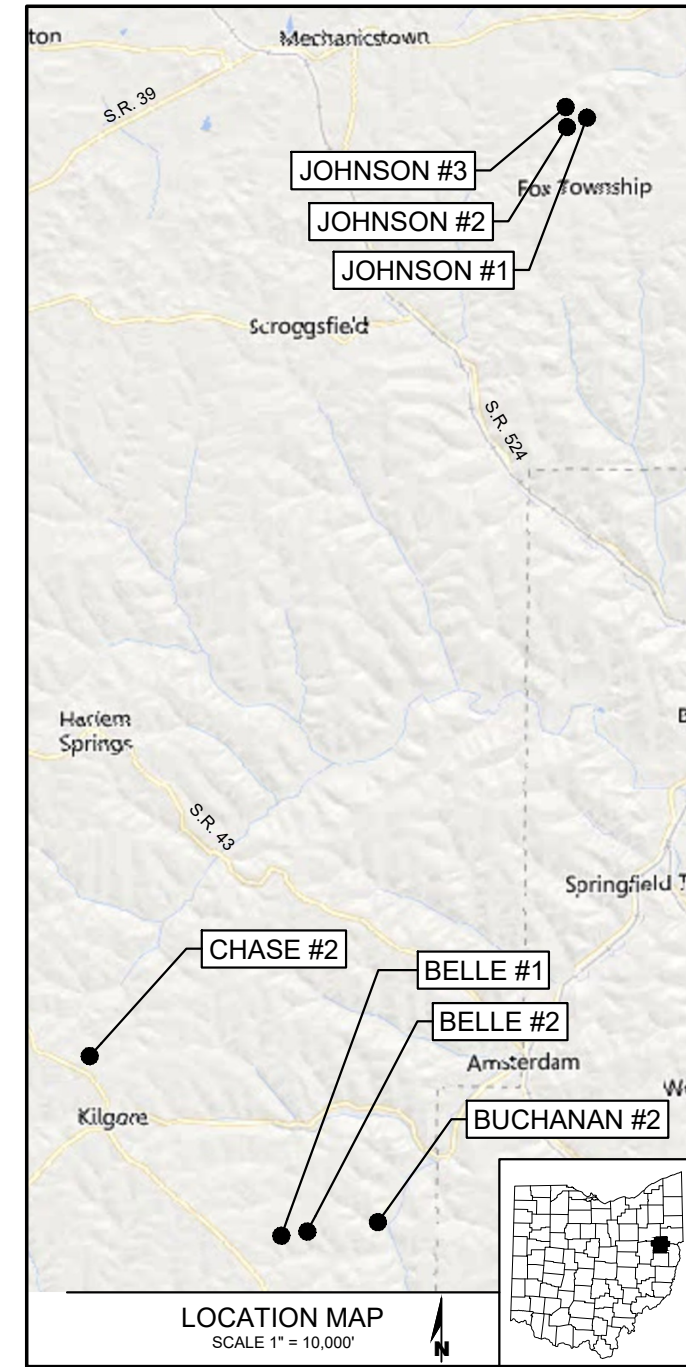 ton
Mechanicstown
S.R. 39
JOHNSON #3
Fox Township
JOHNSON #2
JOHNSON #1
Scroggsfield
S.R. 524
Harlem
Springs
S.R. 43
Springfield T
CHASE #2
BELLE #1
BELLE #2
Amsterdam
Kilgore
BUCHANAN #2
LOCATION MAP
SCALE 1" = 10,000'
N